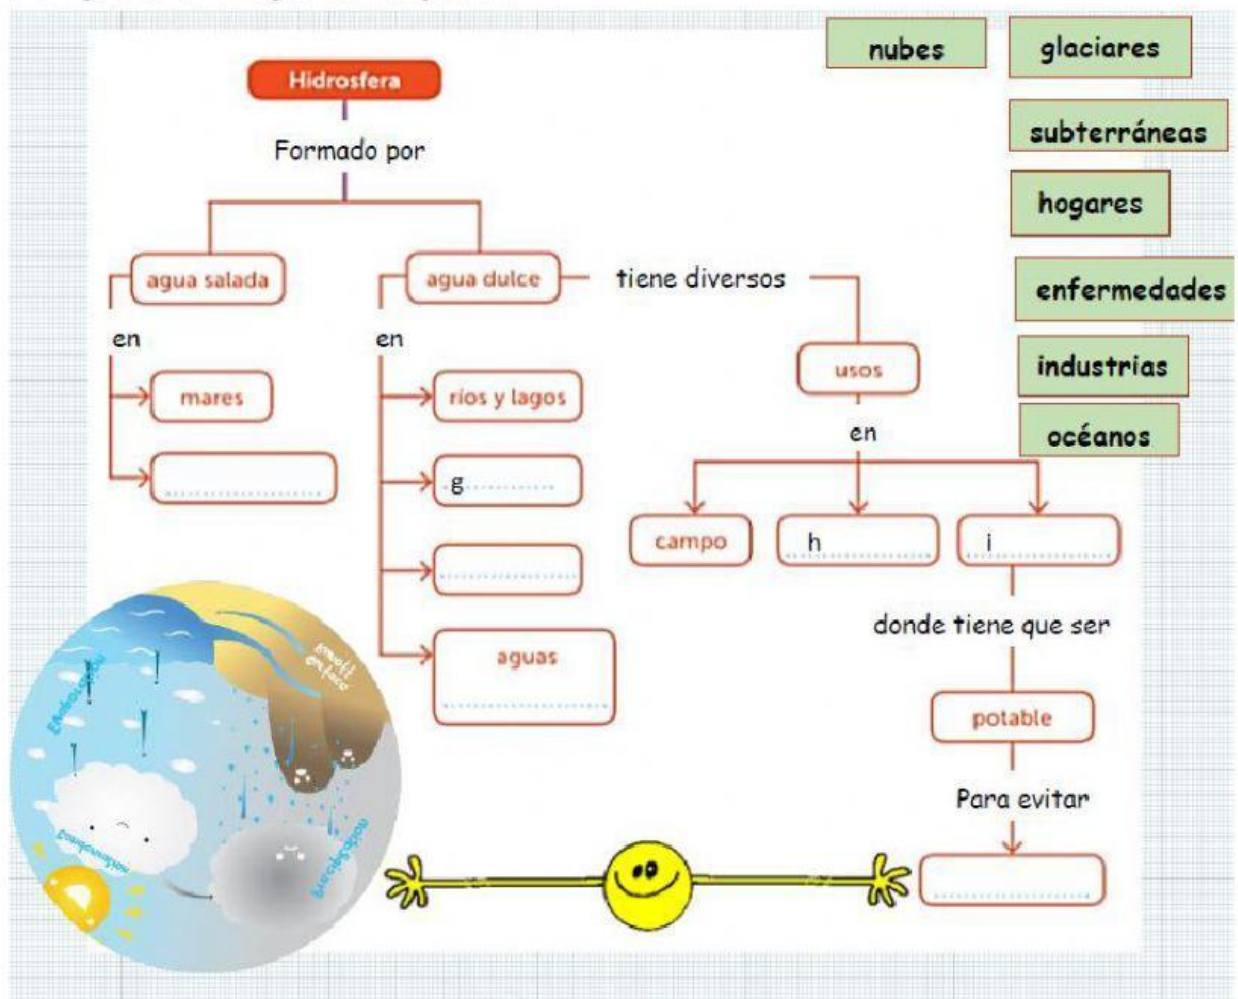 nubes
glaciares
Hidrosfera
subterráneas
Formado por
hogares
agua salada
agua dulce
tiene diversos
enfermedades
en
en
usos
industrias
mares
ríos y lagos
en
océanos
g
campo
h
i
donde tiene que ser
aguas
potable
Para evitar